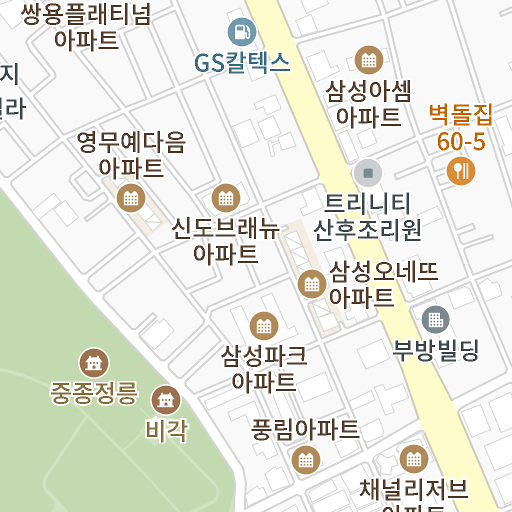 쌍용플래티넘
아파트
GS칼텍스
지
빌라
삼성아셈
아파트
벽돌집
60-5
영무예다음
아파트
트리니티
산후조리원
신도브래뉴
아파트
삼성오네뜨
아파트
부방빌딩
삼성파크
아파트
중종정릉
비각
풍림아파트
채널리저브
아파트